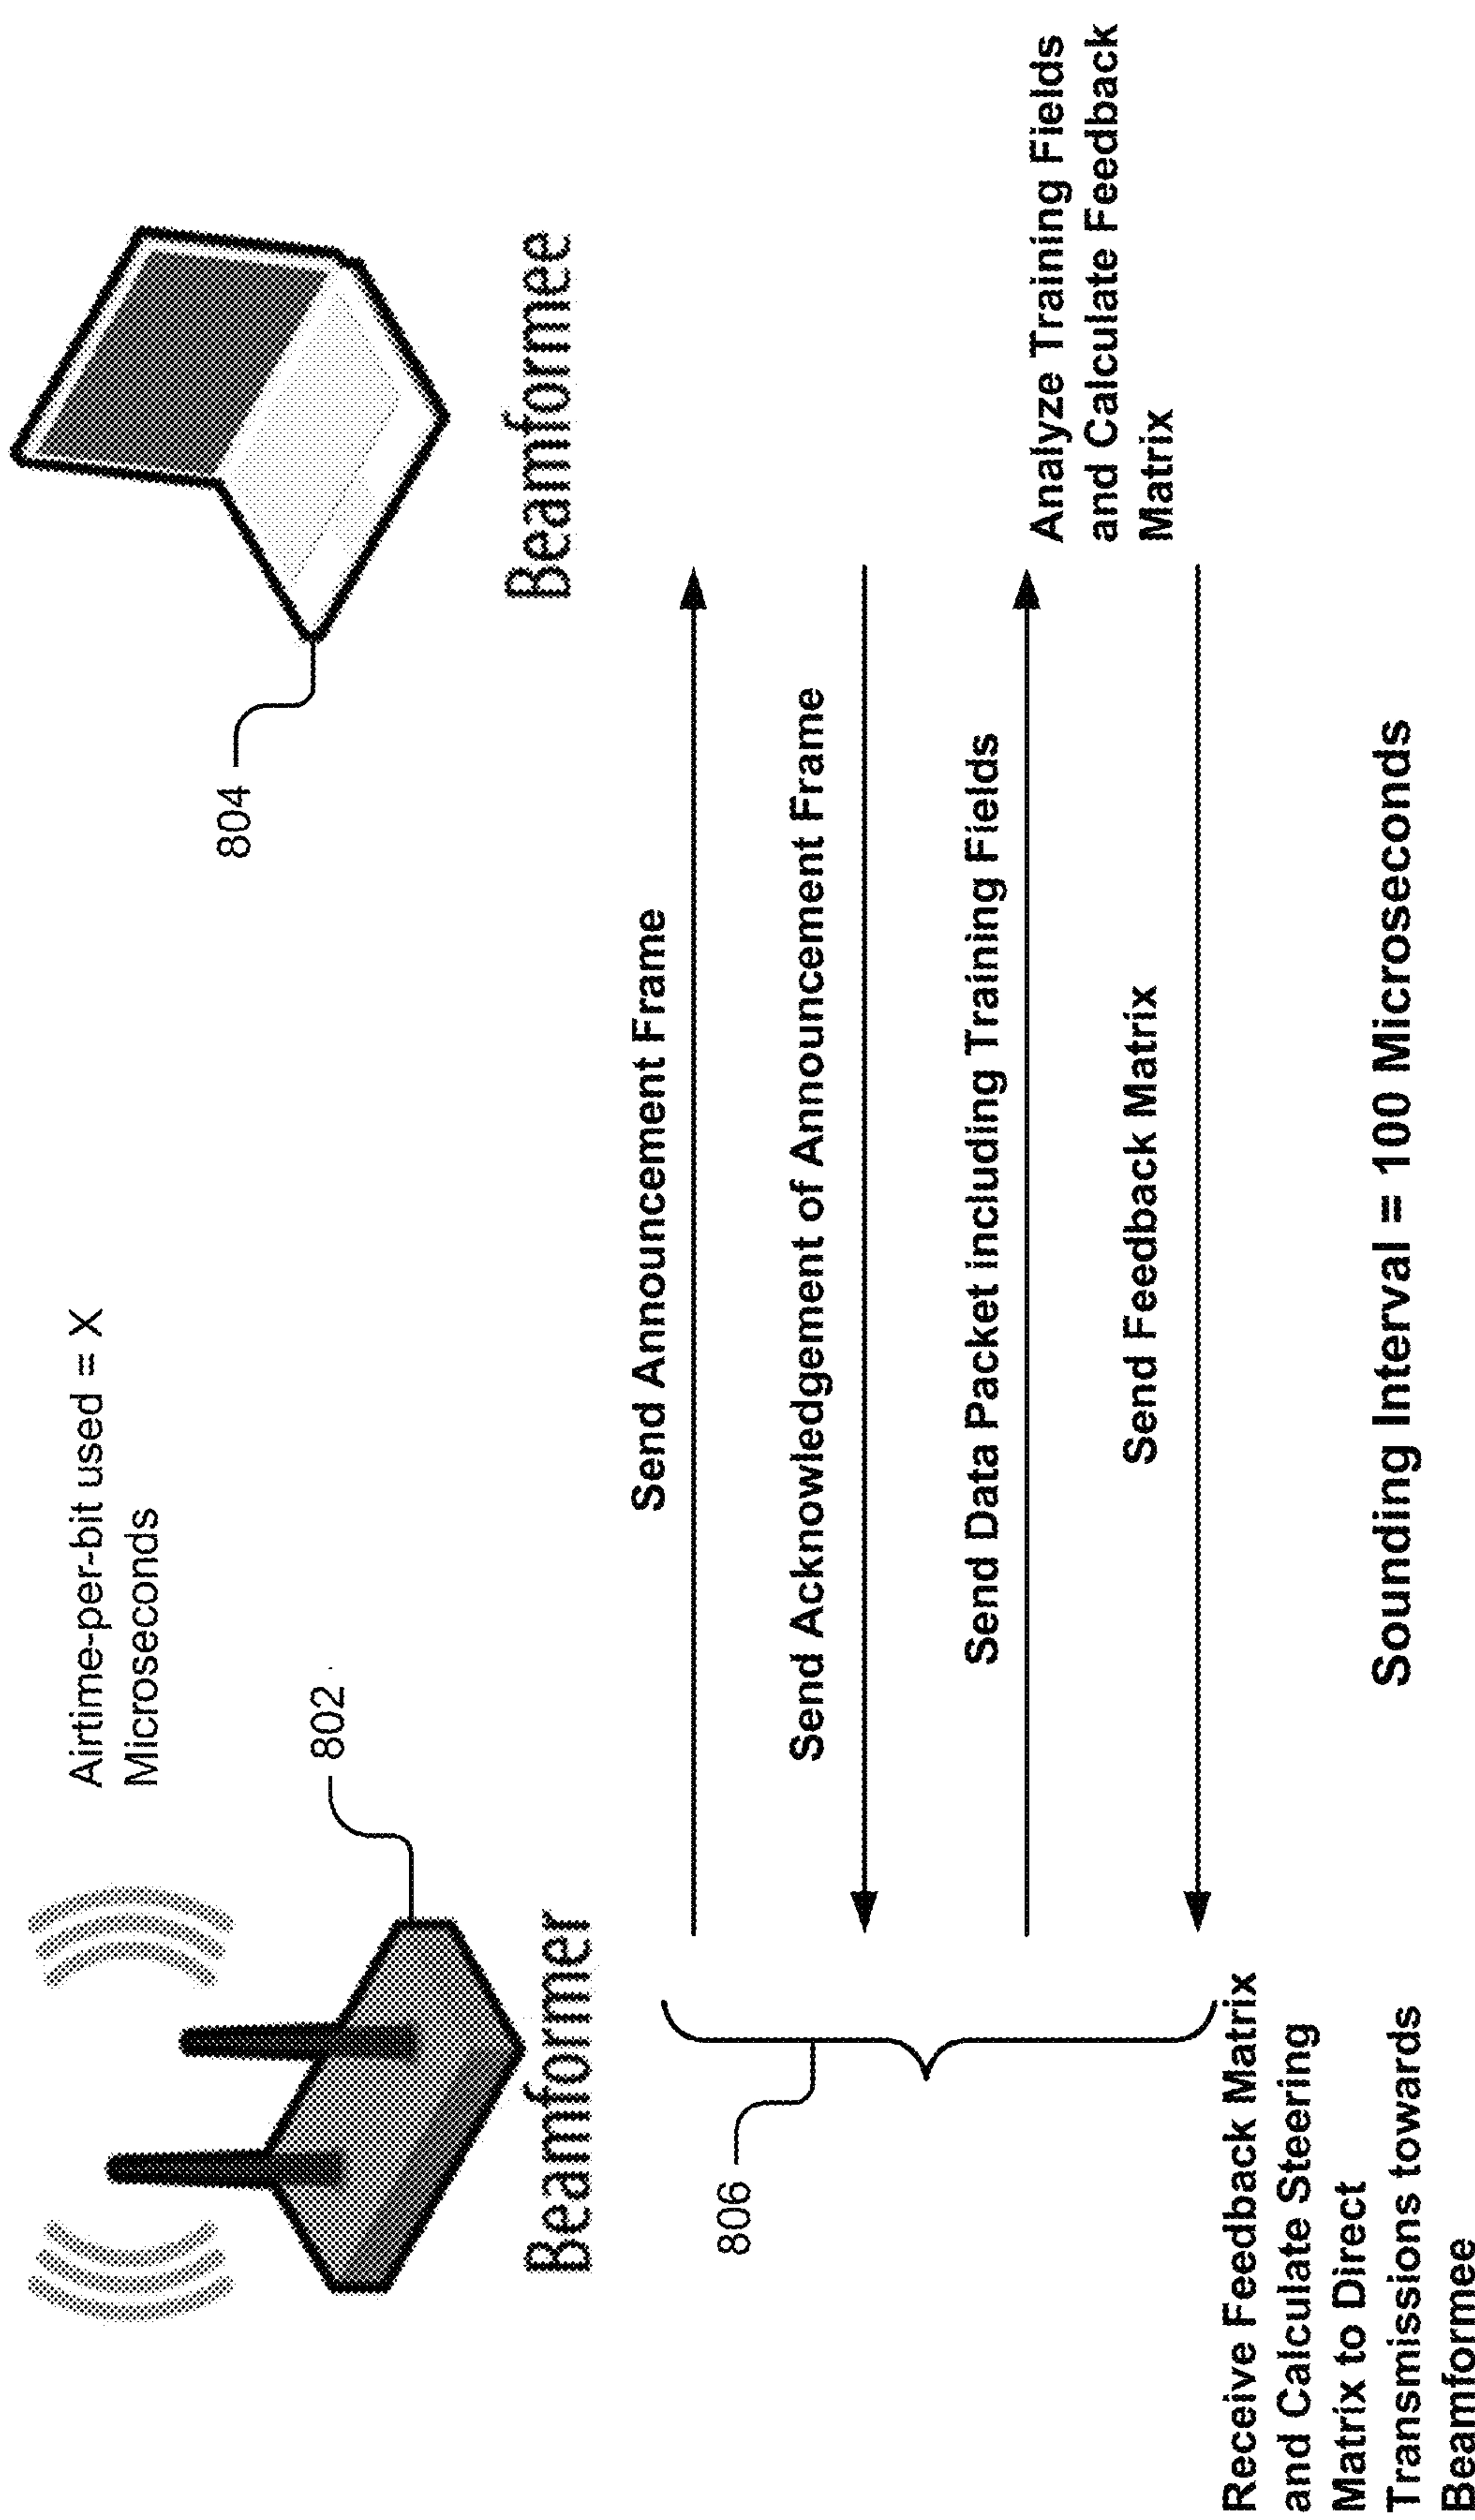 Airtime-per-bit used = X
Microseconds
802
804
Beamformer
Beamformee
Send Announcement Frame
Send Acknowledgement of Announcement Frame
806
Send Data Packet including Training Fields
Analyze Training Fields
and Calculate Feedback
Matrix
Send Feedback Matrix
Receive Feedback Matrix
and Calculate Steering
Matrix to Direct
Transmissions towards
Beamformee
Sounding Interval = 100 Microseconds